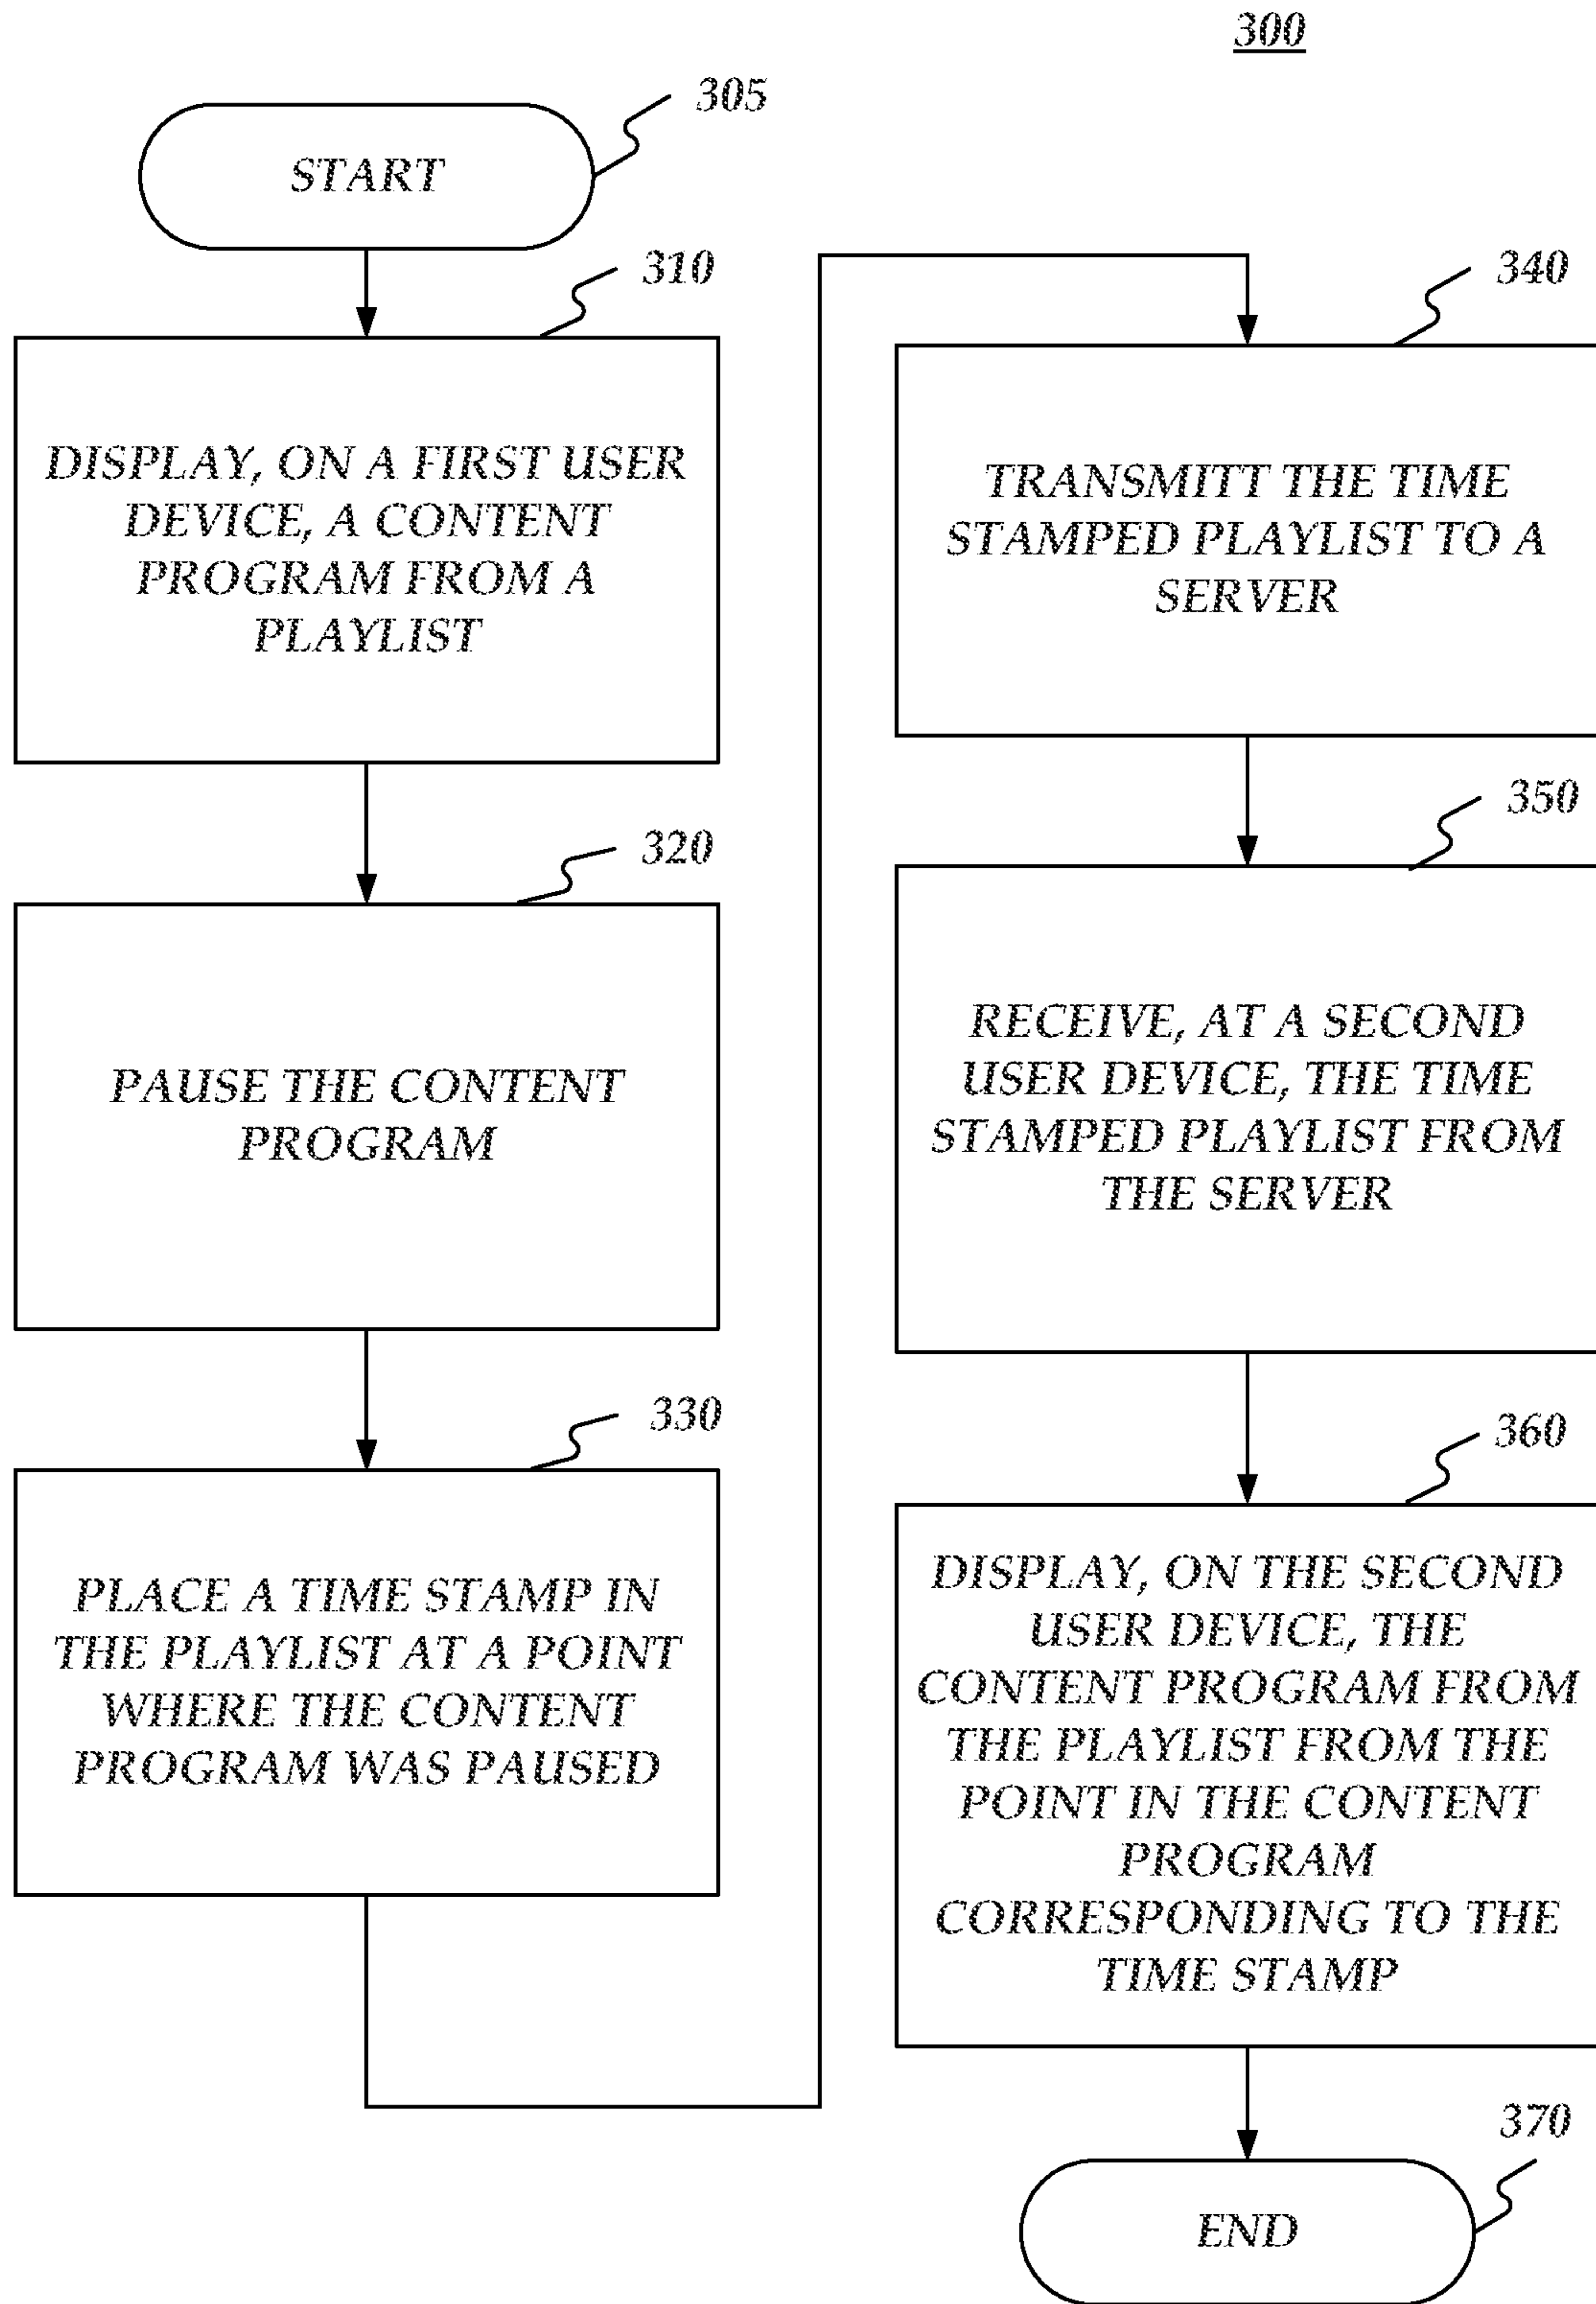 300
305
START
310
DISPLAY, ON A FIRST USER
DEVICE, A CONTENT
PROGRAM FROM A
PLAYLIST
320
PAUSE THE CONTENT
PROGRAM
330
PLACE A TIME STAMP IN
THE PLAYLIST AT A POINT
WHERE THE CONTENT
PROGRAM WAS PAUSED
340
TRANSMITT THE TIME
STAMPED PLAYLIST TO A
SERVER
350
RECEIVE, AT A SECOND
USER DEVICE, THE TIME
STAMPED PLAYLIST FROM
THE SERVER
360
DISPLAY, ON THE SECOND
USER DEVICE, THE
CONTENT PROGRAM FROM
THE PLAYLIST FROM THE
POINT IN THE CONTENT
PROGRAM
CORRESPONDING TO THE
TIME STAMP
370
END